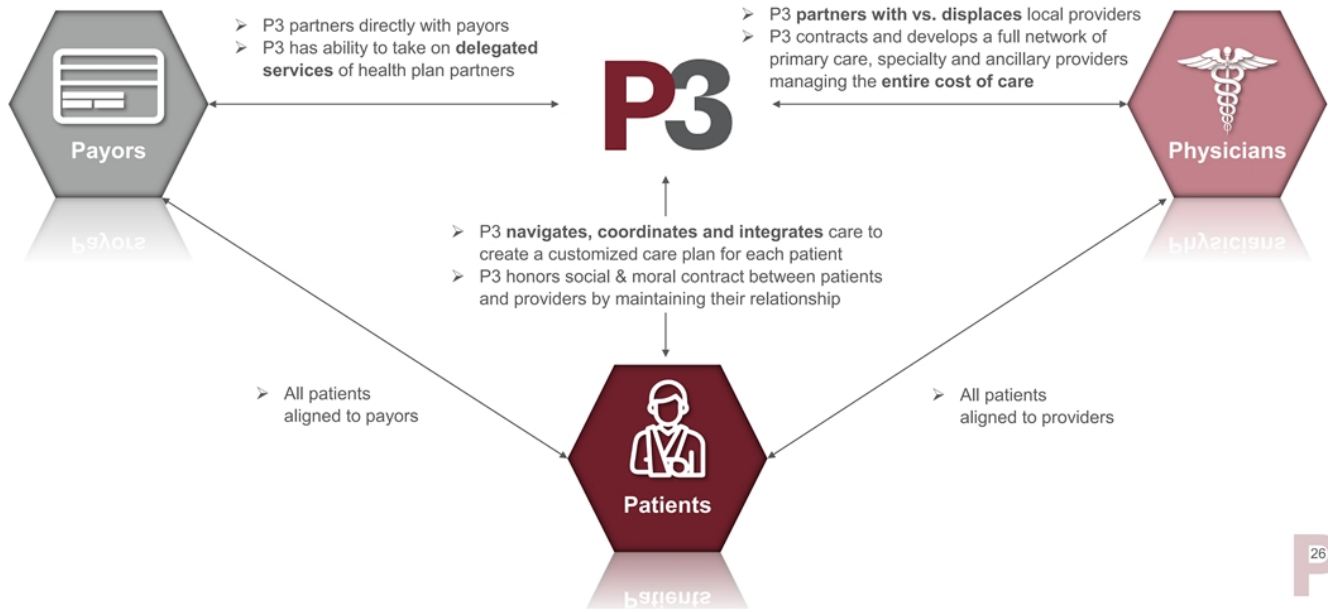 ➢ P3 partners directly with payors
➢ P3 has ability to take on delegated
services of health plan partners
➢ P3 partners with vs. displaces local providers
➢ P3 contracts and develops a full network of
primary care, specialty and ancillary providers
managing the entire cost of care
P3
Payors
Physicians
Payors
Physicians
➢ P3 navigates, coordinates and integrates care to
create a customized care plan for each patient
➢ P3 honors social & moral contract between patients
and providers by maintaining their relationship
➢ All patients
aligned to payors
➢ All patients
aligned to providers
Patients
Patients
P
26